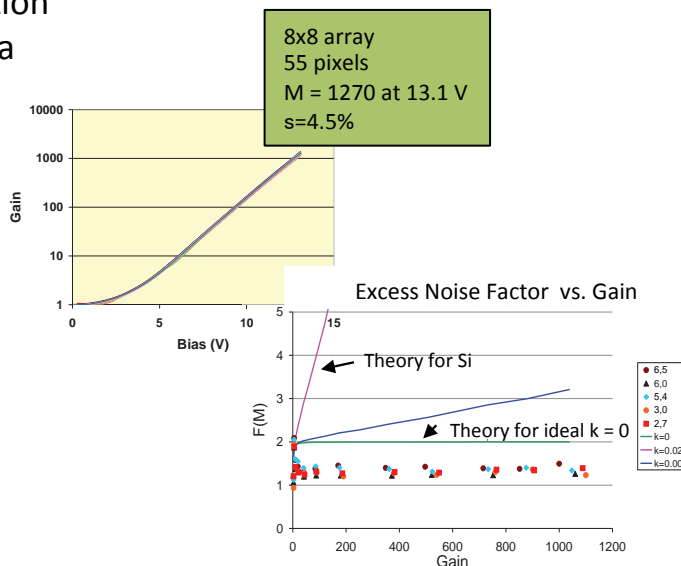 8x8 array
55 pixels
M = 1270 at 13.1 V
s=4.5%
10000
1000
100
10
1
Gain
0
5
10
15
Bias (V)
Excess Noise Factor vs. Gain
5
4
3
2
1
0
F(M)
Theory for Si
Theory for ideal k = 0
6,5
6,0
5,4
3,0
2,7
k=0
k=0.02
k=0.00
0
200
400
600
800
1000
1200
Gain